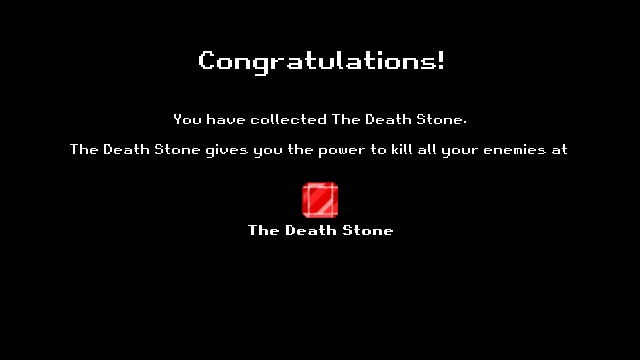 Congratulations!
You have collected The Death Stone.
The Death Stone gives you the power to kill all your enemies at
The Death Stone